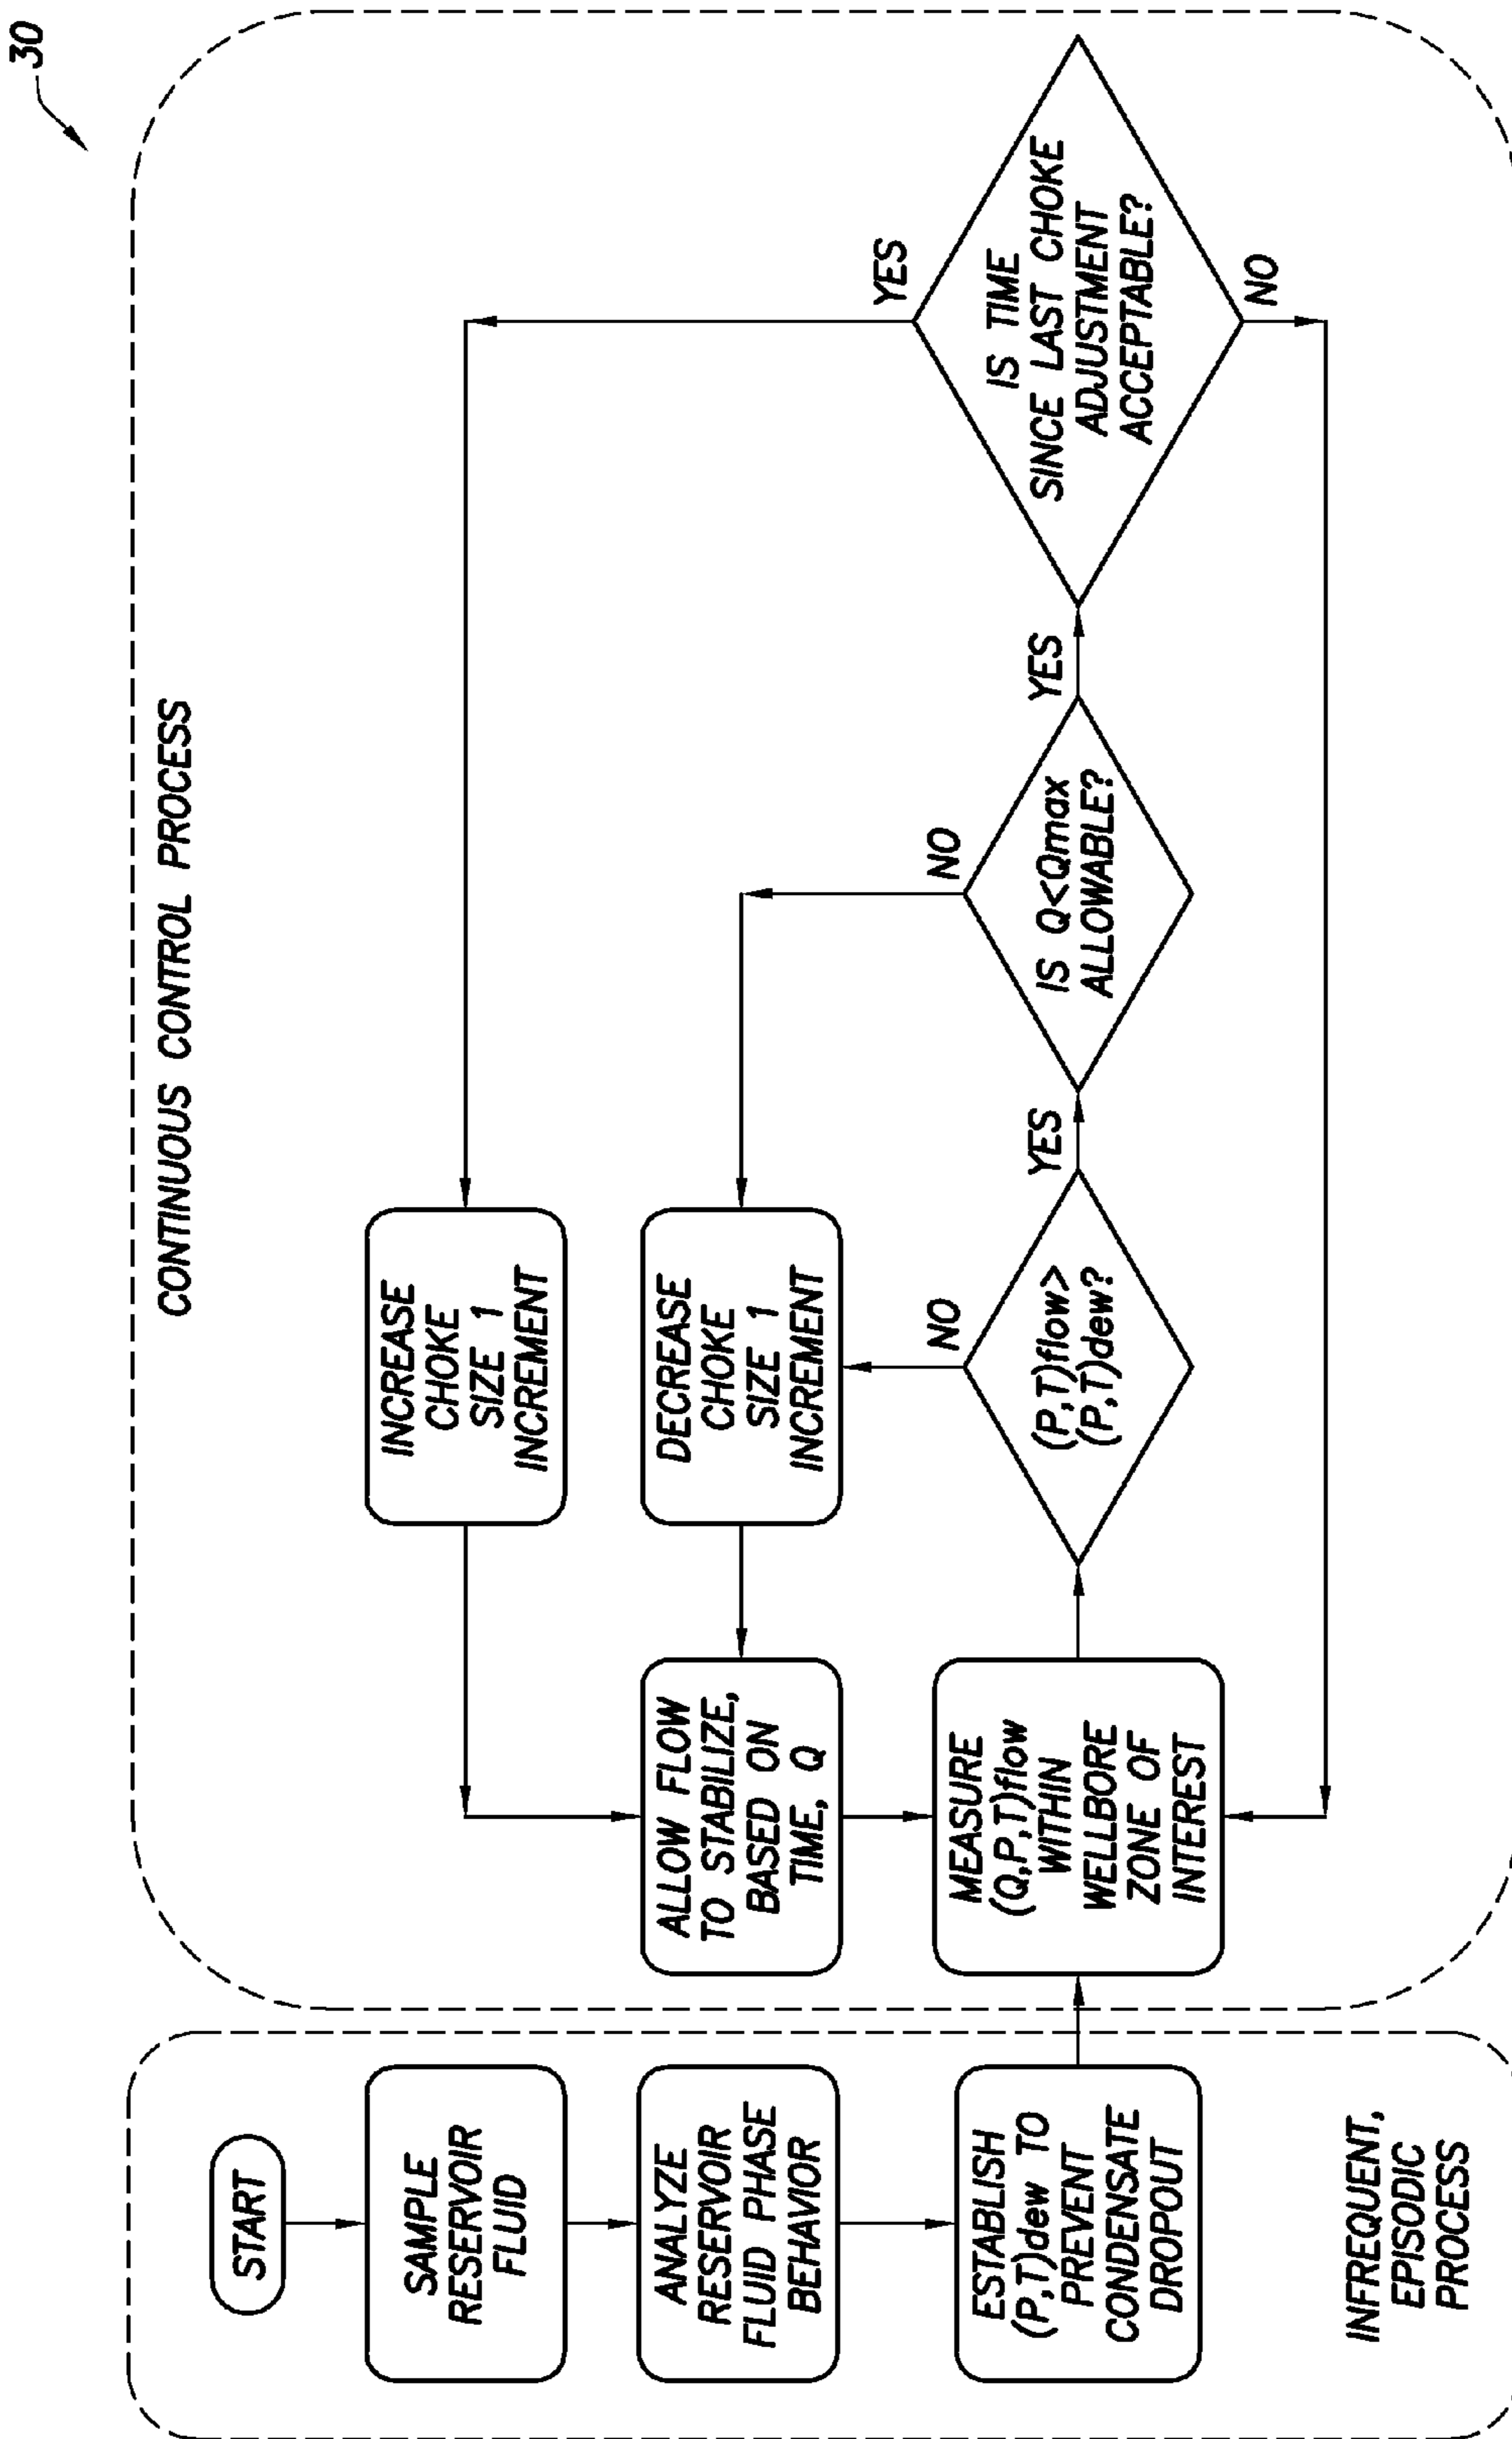 30
CONTINUOUS CONTROL PROCESS
START
SAMPLE
RESERVOIR
FLUID
ANALYZE
RESERVOIR
FLUID PHASE
BEHAVIOR
ESTABLISH
(P,T)dew TO
PREVENT
CONDENSATE
DROPOUT
INFREQUENT,
EPISODIC
PROCESS
INCREASE
CHOKE
SIZE 1
INCREMENT
ALLOW FLOW
TO STABILIZE,
BASED ON
TIME, Q
DECREASE
CHOKE
SIZE 1
INCREMENT
MEASURE
(Q,P,T)flow
WITHIN
WELLBORE
ZONE OF
INTEREST
NO
(P,T)flow>
(P,T)dew?
YES
NO
IS Q<Qmax
ALLOWABLE?
YES
YES
IS TIME
SINCE LAST CHOKE
ADJUSTMENT
ACCEPTABLE?
NO